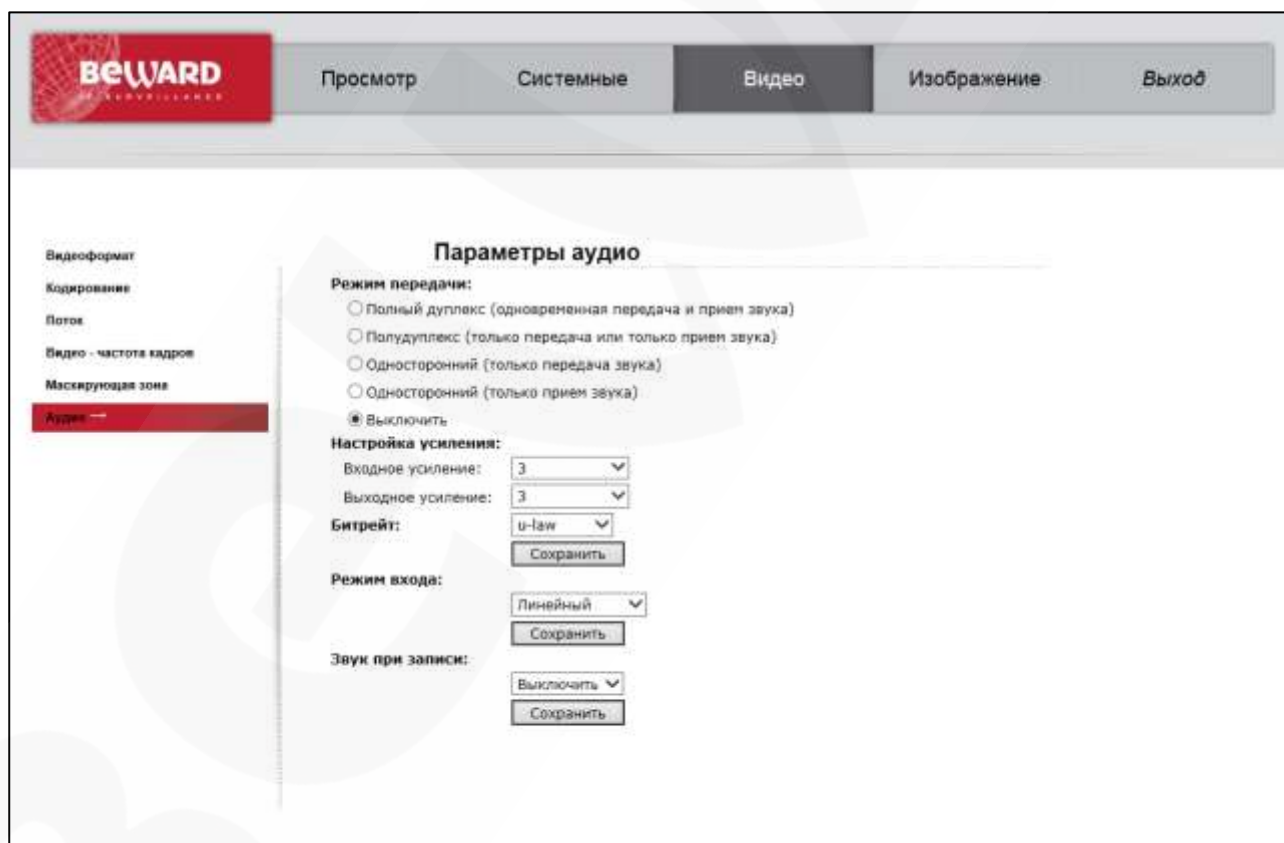 BEWARD
Просмотр
Системные
Видео
Изображение
Выход
Видеоформат
Кодирование
Поток
Видео - частота кадров
Маскирующая зона
Аудио →
Параметры аудио
Режим передачи:
Полный дуплекс (одновременная передача и прием звука)
Полудуплекс (только передача или только прием звука)
Односторонний (только передача звука)
Односторонний (только прием звука)
Выключить
Настройка усиления:
Входное усиление: 3
Выходное усиление: 3
Битрейт: u-law
Сохранить
Режим входа:
Линейный
Сохранить
Звук при записи:
Выключить
Сохранить